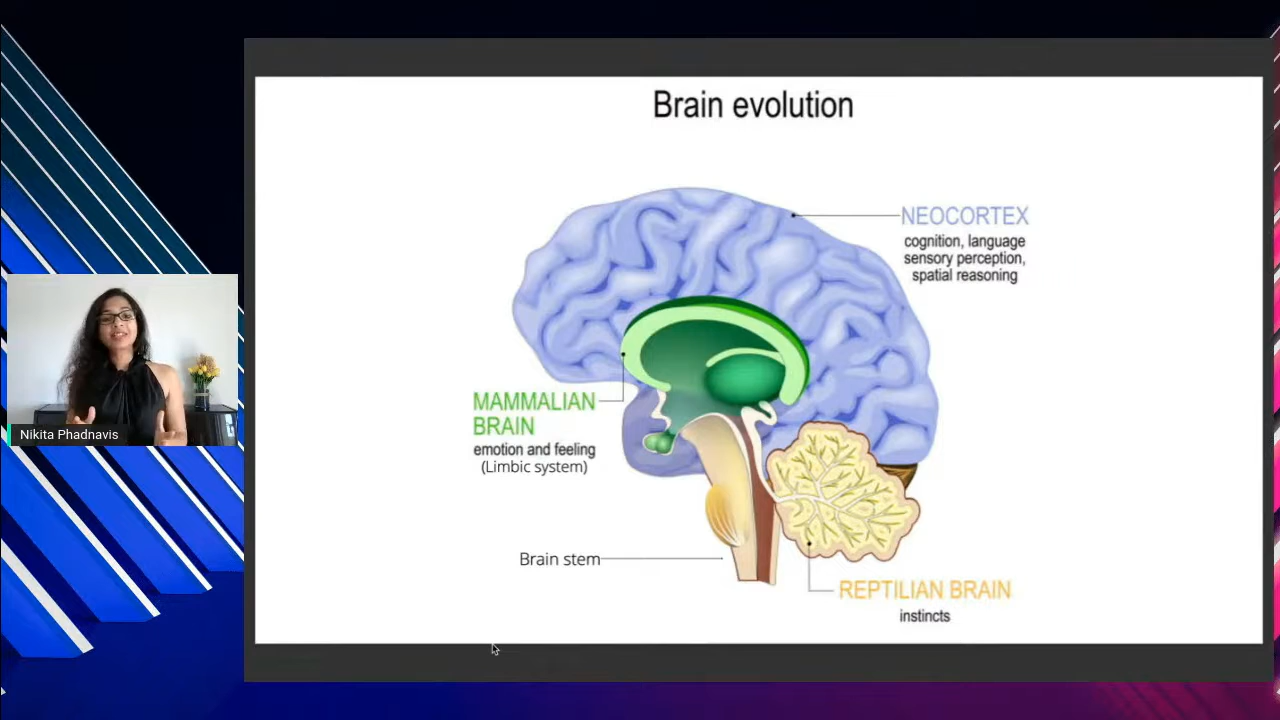 Brain evolution
NEOCORTEX
cognition, language
sensory perception,
spatial reasoning
MAMMALIAN
BRAIN
emotion and feeling
(Limbic system)
Brain stem
REPTILIAN BRAIN
instincts
Nikita Phadnavis